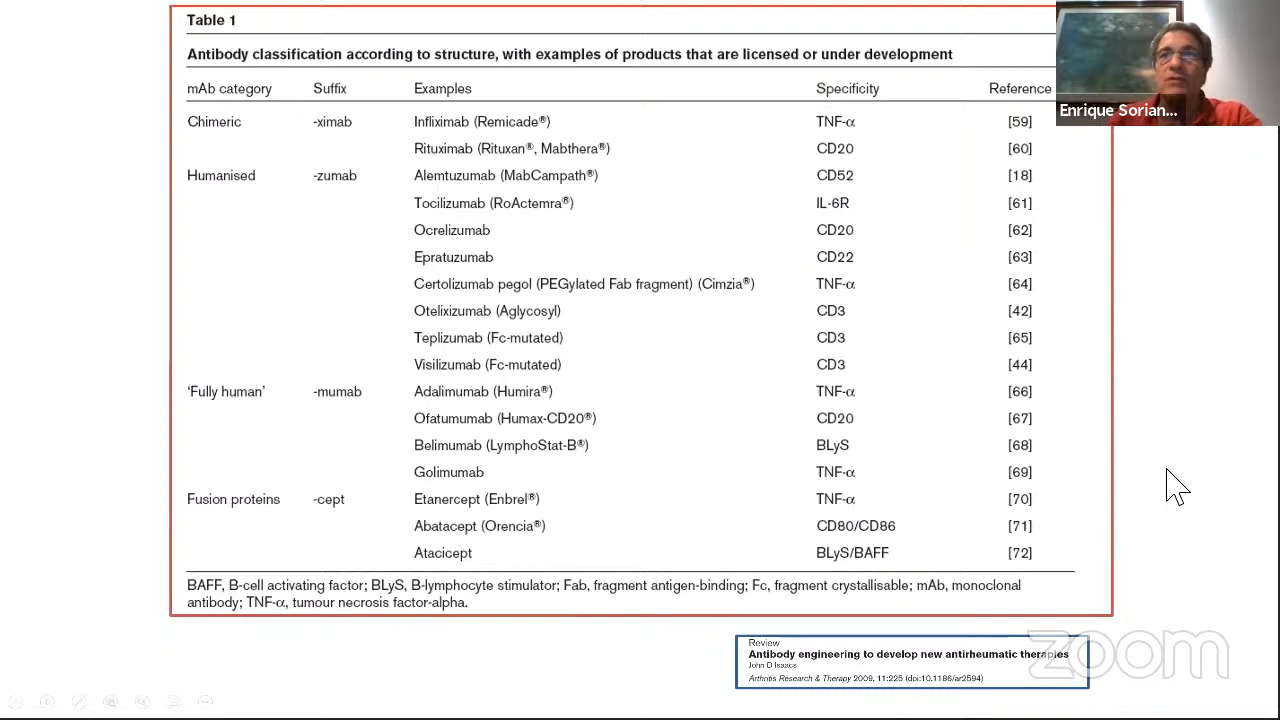 Table 1
Antibody classification according to structure, with examples of products that are licensed or under development
mAb category Suffix Examples Specificity Reference
Chimeric -ximab Infliximab (Remicade®) TNF-α [59]
Rituximab (Rituxan®, Mabthera®) CD20 [60]
Humanised -zumab Alemtuzumab (MabCampath®) CD52 [18]
Tocilizumab (RoActemra®) IL-6R [61]
Ocrelizumab CD20 [62]
Epratuzumab CD22 [63]
Certolizumab pegol (PEGylated Fab fragment) (Cimzia®) TNF-α [64]
Otelixizumab (Aglycosyl) CD3 [42]
Teplizumab (Fc-mutated) CD3 [65]
Visilizumab (Fc-mutated) CD3 [44]
‘Fully human’ -mumab Adalimumab (Humira®) TNF-α [66]
Ofatumumab (Humax-CD20®) CD20 [67]
Belimumab (LymphoStat-B®) BLyS [68]
Golimumab TNF-α [69]
Fusion proteins -cept Etanercept (Enbrel®) TNF-α [70]
Abatacept (Orencia®) CD80/CD86 [71]
Atacicept BLyS/BAFF [72]
BAFF, B-cell activating factor; BLyS, B-lymphocyte stimulator; Fab, fragment antigen-binding; Fc, fragment crystallisable; mAb, monoclonal
antibody; TNF-α, tumour necrosis factor-alpha.
Enrique Sorian...
Review
Antibody engineering to develop new antirheumatic therapies
John D Isaacs
Arthritis Research & Therapy 2009, 11:225 (doi:10.1186/ar2594)
zoom